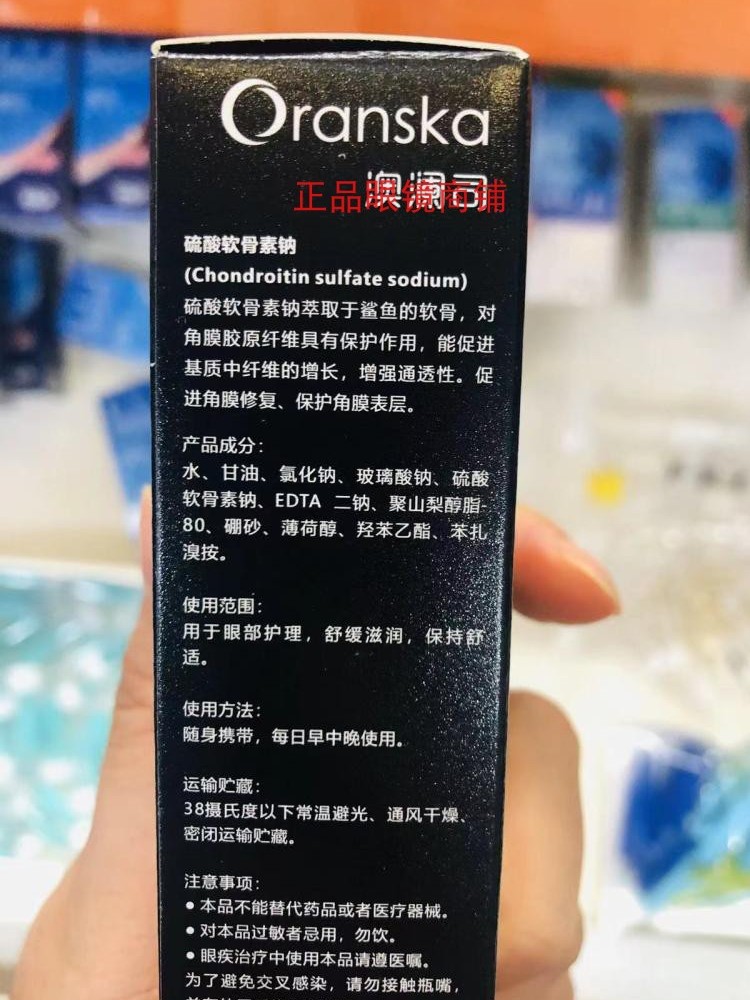 Oranska
澳澜司
正品眼镜商铺
硫酸软骨素钠
(Chondroitin sulfate sodium)
硫酸软骨素钠萃取于鲨鱼的软骨，对
角膜胶原纤维具有保护作用，能促进
基质中纤维的增长，增强通透性。促
进角膜修复、保护角膜表层。
产品成分：
水、甘油、氯化钠、玻璃酸钠、硫酸
软骨素钠、EDTA 二钠、聚山梨醇脂-
80、硼砂、薄荷醇、羟苯乙酯、苯扎
溴按。
使用范围：
用于眼部护理，舒缓滋润，保持舒
适。
使用方法：
随身携带，每日早中晚使用。
运输贮藏：
38摄氏度以下常温避光、通风干燥、
密闭运输贮藏。
注意事项：
• 本品不能替代药品或者医疗器械。
• 对本品过敏者忌用，勿饮。
• 眼疾治疗中使用本品请遵医嘱。
为了避免交叉感染，请勿接触瓶嘴，